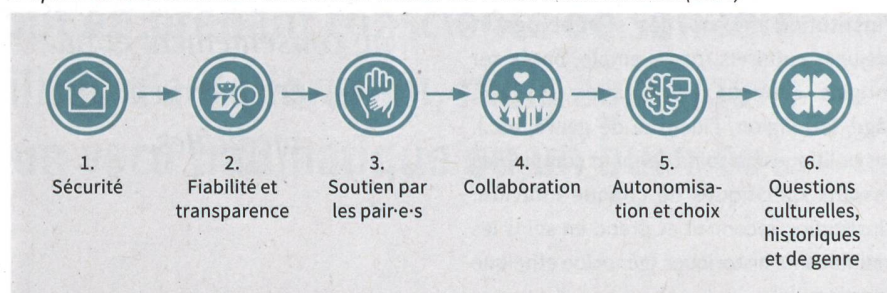 1.
Sécurité
2.
Fiabilité et
transparence
3.
Soutien par
les pair·e·s
4.
Collaboration
5.
Autonomisa-
tion et choix
6.
Questions
culturelles,
historiques
et de genre